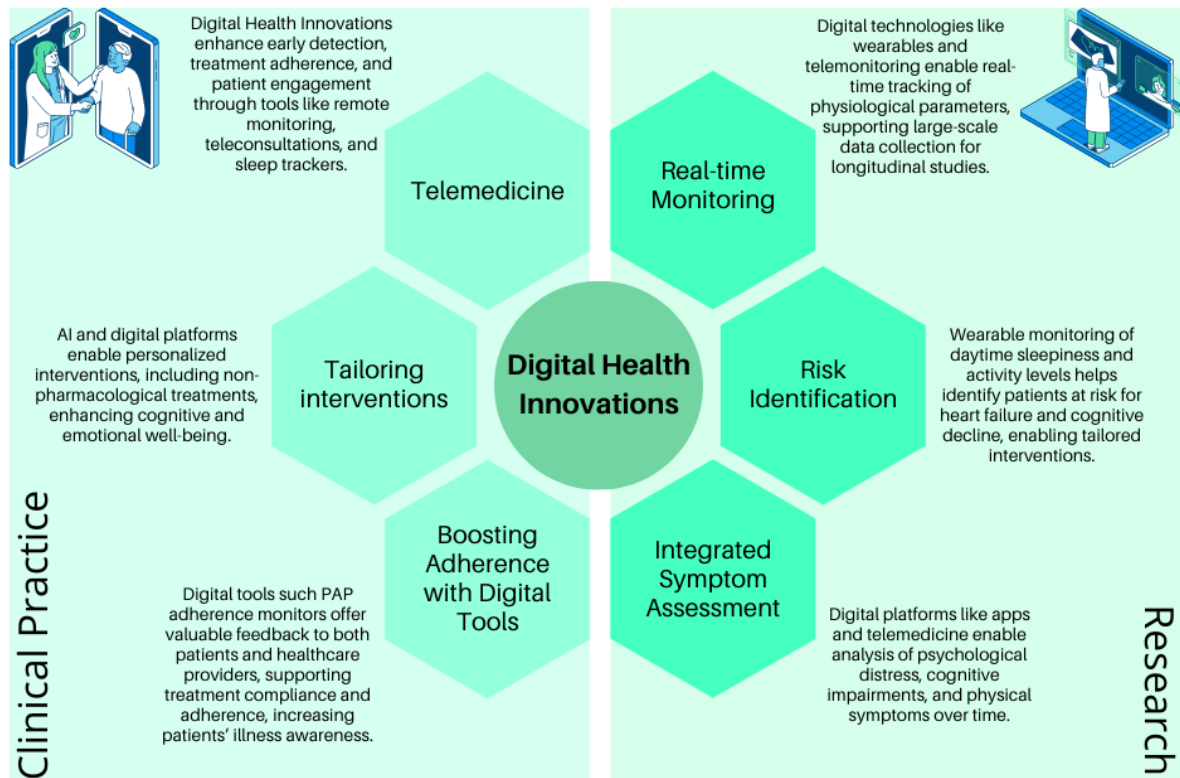 Digital Health Innovations
enhance early detection,
treatment adherence, and
patient engagement
through tools like remote
monitoring,
teleconsultations, and
sleep trackers.
Telemedicine
AI and digital platforms
enable personalized
interventions, including non-
pharmacological treatments,
enhancing cognitive and
emotional well-being.
Tailoring
interventions
Digital tools such PAP
adherence monitors offer
valuable feedback to both
patients and healthcare
providers, supporting
treatment compliance and
adherence, increasing
patients’ illness awareness.
Boosting
Adherence
with Digital
Tools
Clinical Practice
Digital Health
Innovations
Real-time
Monitoring
Digital technologies like
wearables and
telemonitoring enable real-
time tracking of
physiological parameters,
supporting large-scale
data collection for
longitudinal studies.
Risk
Identification
Wearable monitoring of
daytime sleepiness and
activity levels helps
identify patients at risk for
heart failure and cognitive
decline, enabling tailored
interventions.
Integrated
Symptom
Assessment
Digital platforms like apps
and telemedicine enable
analysis of psychological
distress, cognitive
impairments, and physical
symptoms over time.
Research